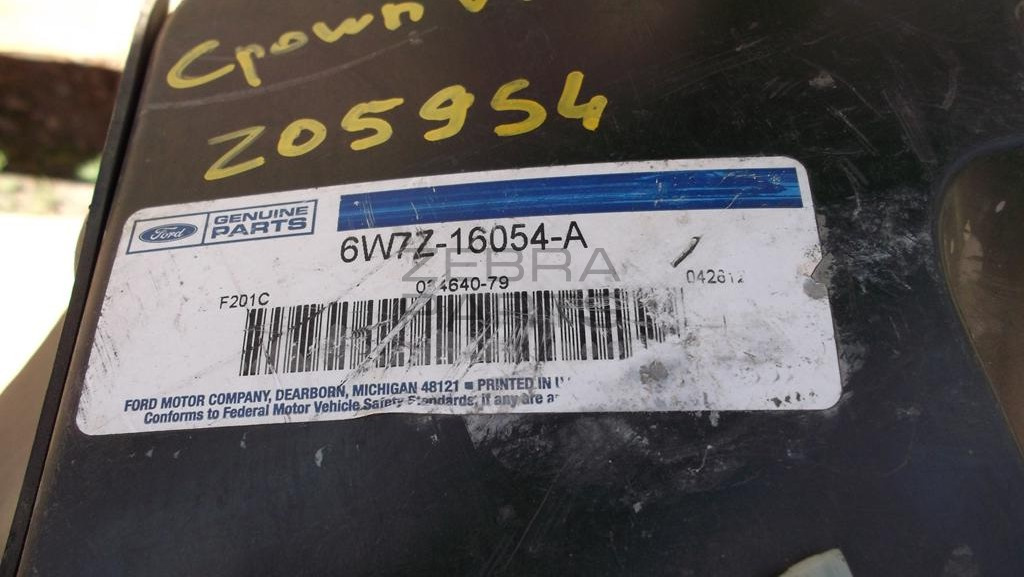 Crown
Z05954
Ford
GENUINE
PARTS
6W7Z-16054-A
ZEBRA
-79
F201C
FORD MOTOR COMPANY, DEARBORN, MICHIGAN 48121 ■ PRINTED IN
Conforms to Federal Motor Vehicle Safety Standards, if any are